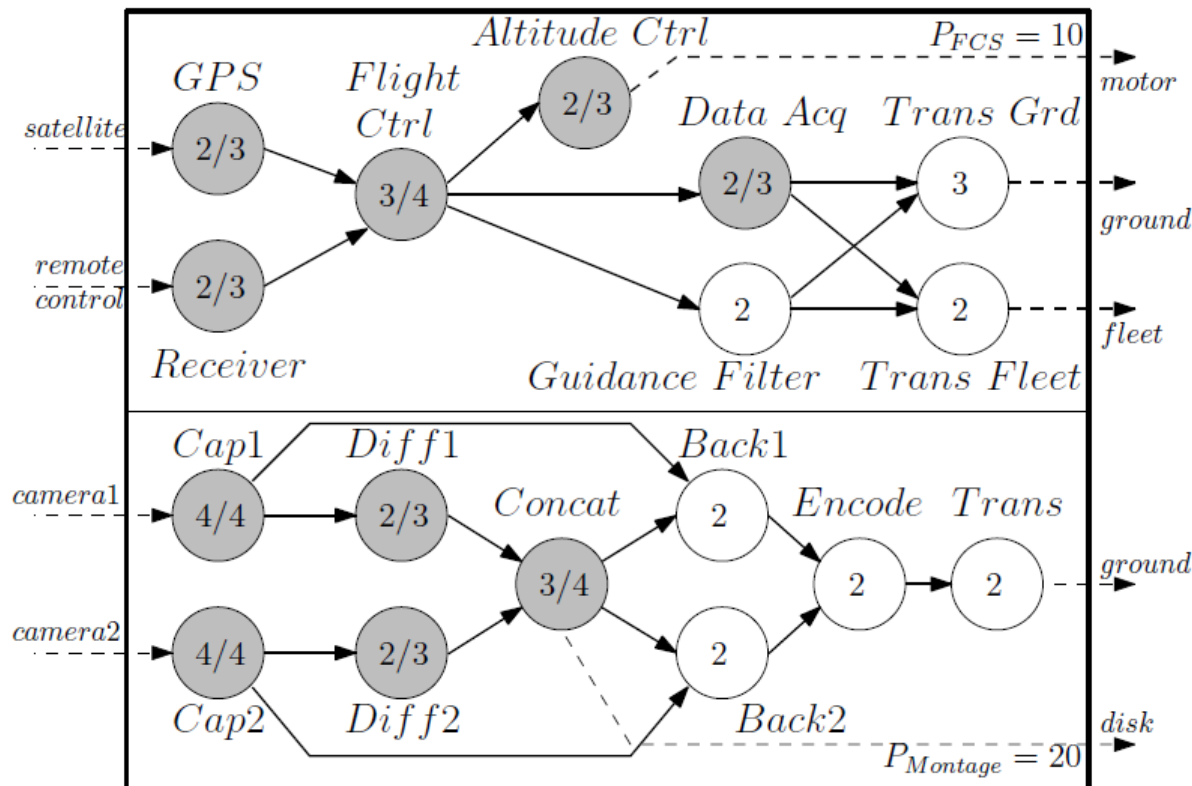 Altitude Ctrl
P_FCS = 10
GPS
Flight
Ctrl
motor
satellite
2/3
2/3
Data Acq
Trans Grd
3/4
2/3
3
ground
remote
control
2/3
2
2
fleet
Receiver
Guidance Filter
Trans Fleet
Cap1
Diff1
Back1
camera1
4/4
2/3
Concat
2
Encode
Trans
ground
3/4
2
2
camera2
4/4
2/3
2
Cap2
Diff2
Back2
disk
P_Montage = 20